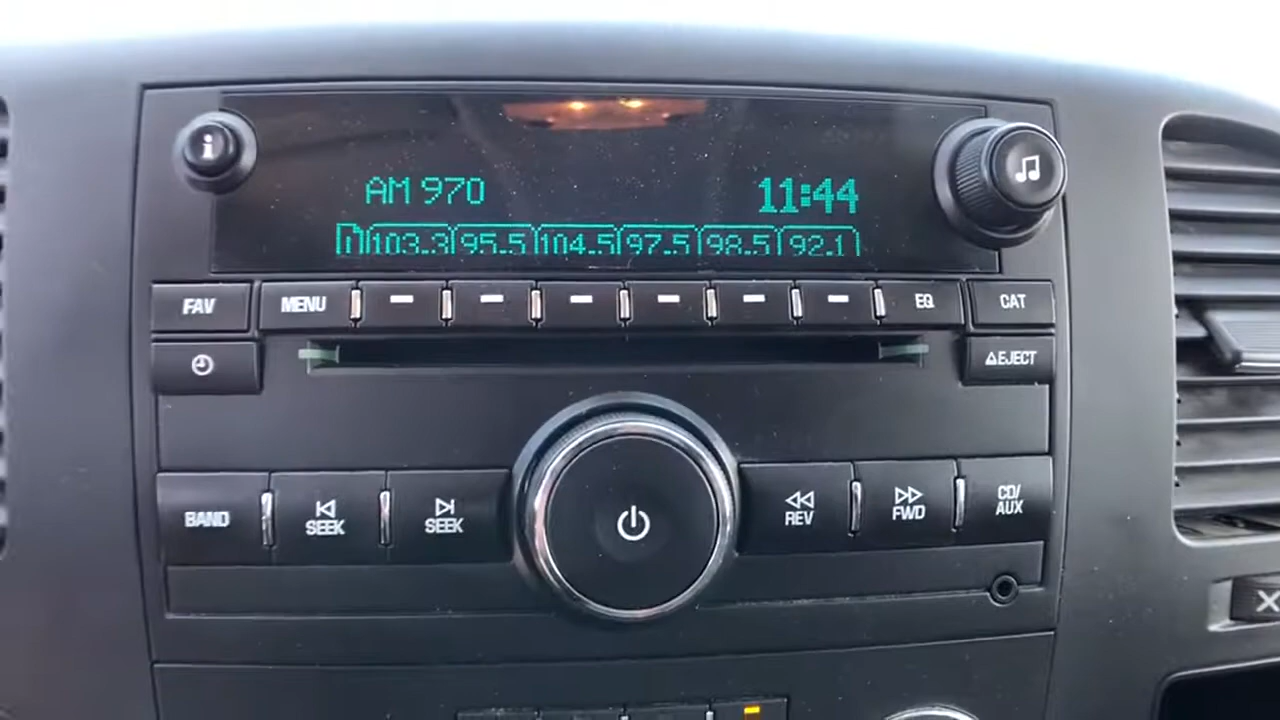 i
AM 970 11:44
103.3 95.5 104.5 97.5 98.5 92.1
FAV MENU EQ CAT
EJECT
BAND SEEK SEEK REV FWD CD/
AUX